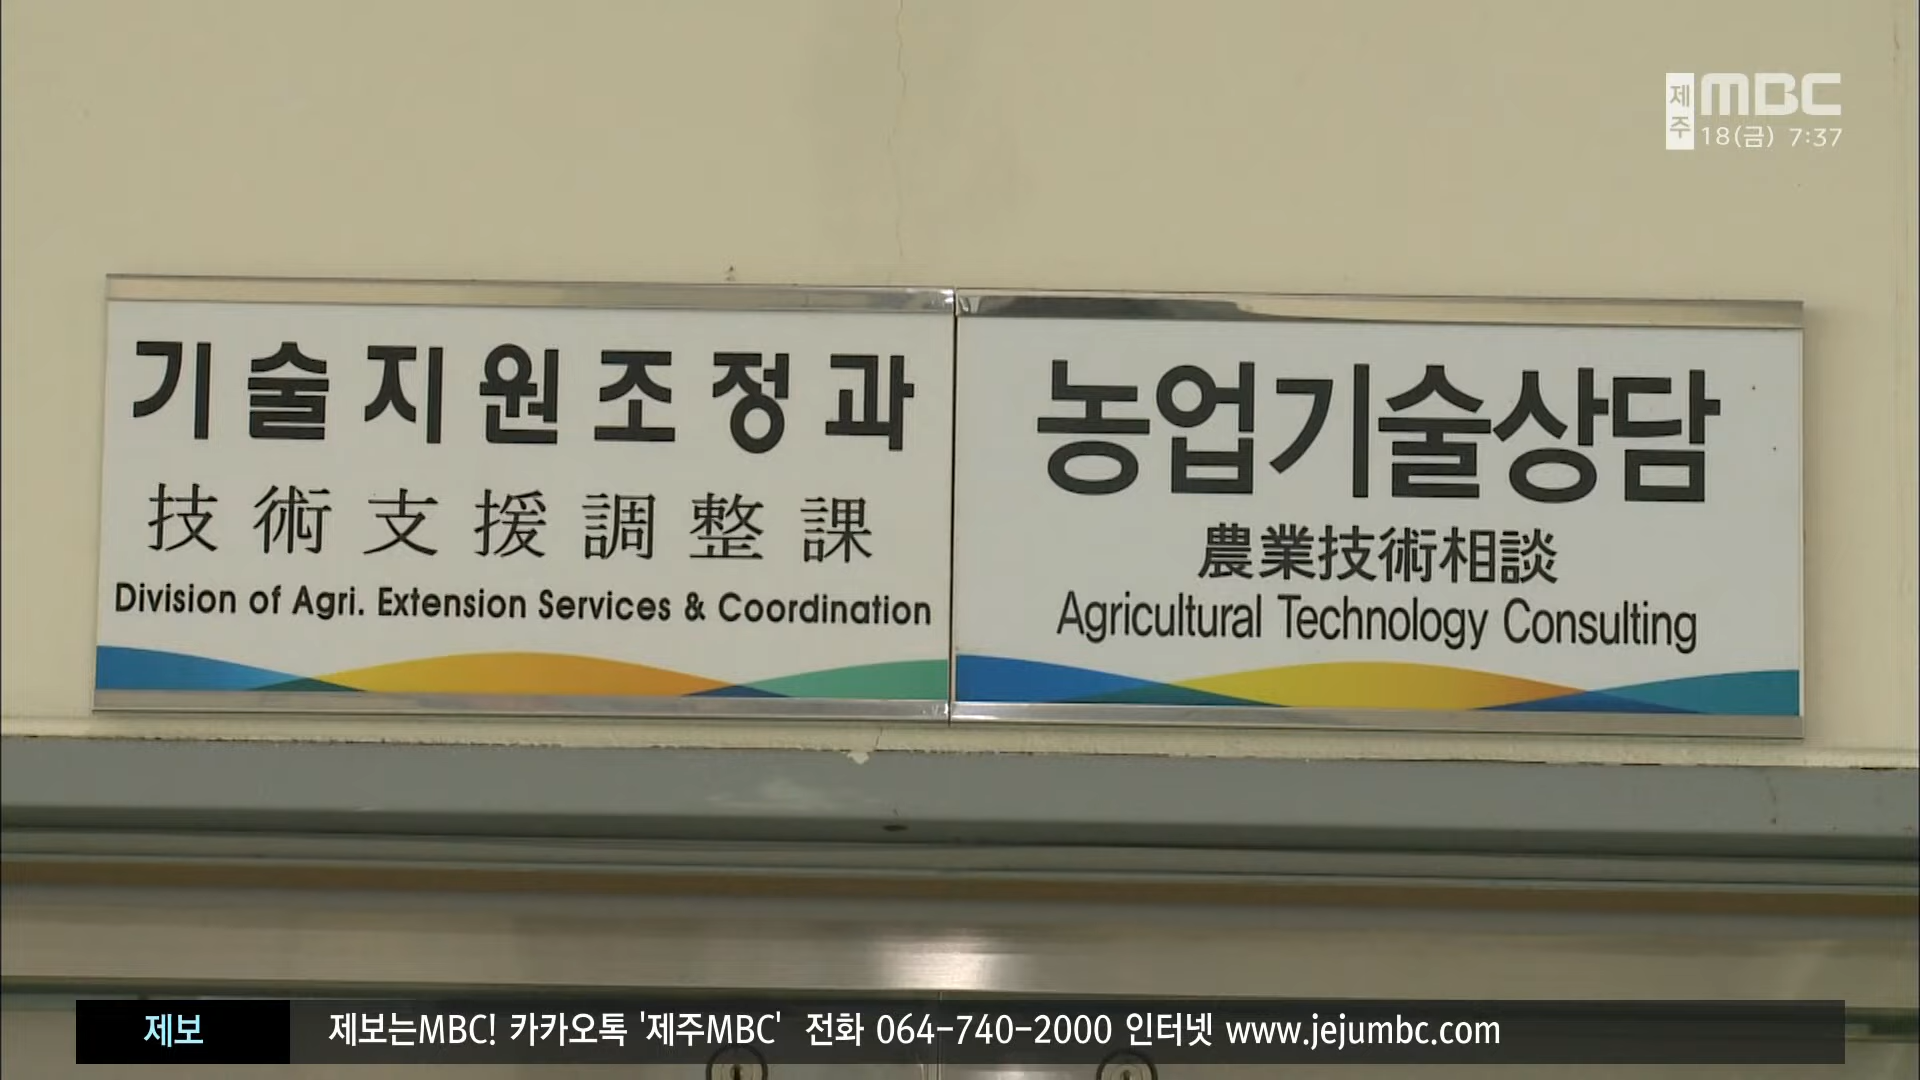 제주 MBC
18(금) 7:37
기술지원조정과
技術支援調整課
Division of Agri. Extension Services & Coordination
농업기술상담
農業技術相談
Agricultural Technology Consulting
제보 제보는MBC! 카카오톡 '제주MBC' 전화 064-740-2000 인터넷 www.jejumbc.com